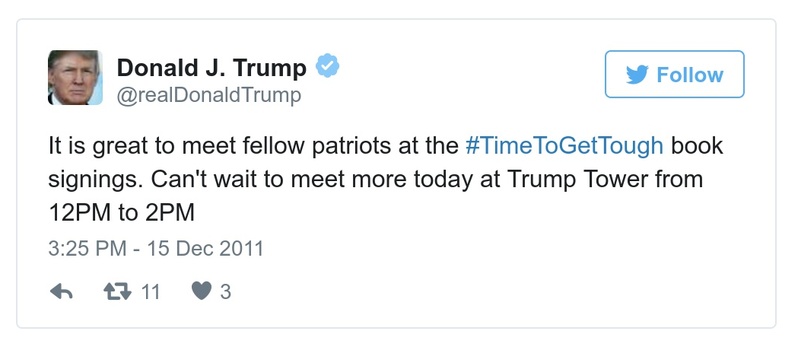 Donald J. Trump
@realDonaldTrump
Follow
It is great to meet fellow patriots at the #TimeToGetTough book
signings. Can't wait to meet more today at Trump Tower from
12PM to 2PM
3:25 PM - 15 Dec 2011
11 3